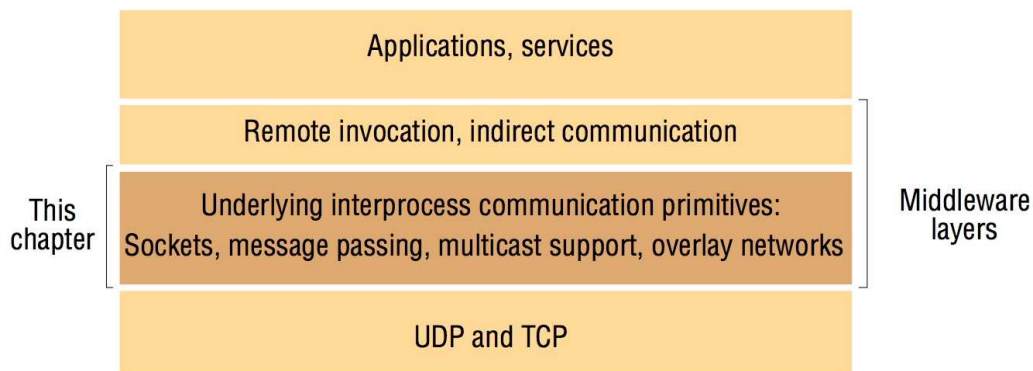 Applications, services
Remote invocation, indirect communication
This
chapter
Underlying interprocess communication primitives:
Sockets, message passing, multicast support, overlay networks
Middleware
layers
UDP and TCP